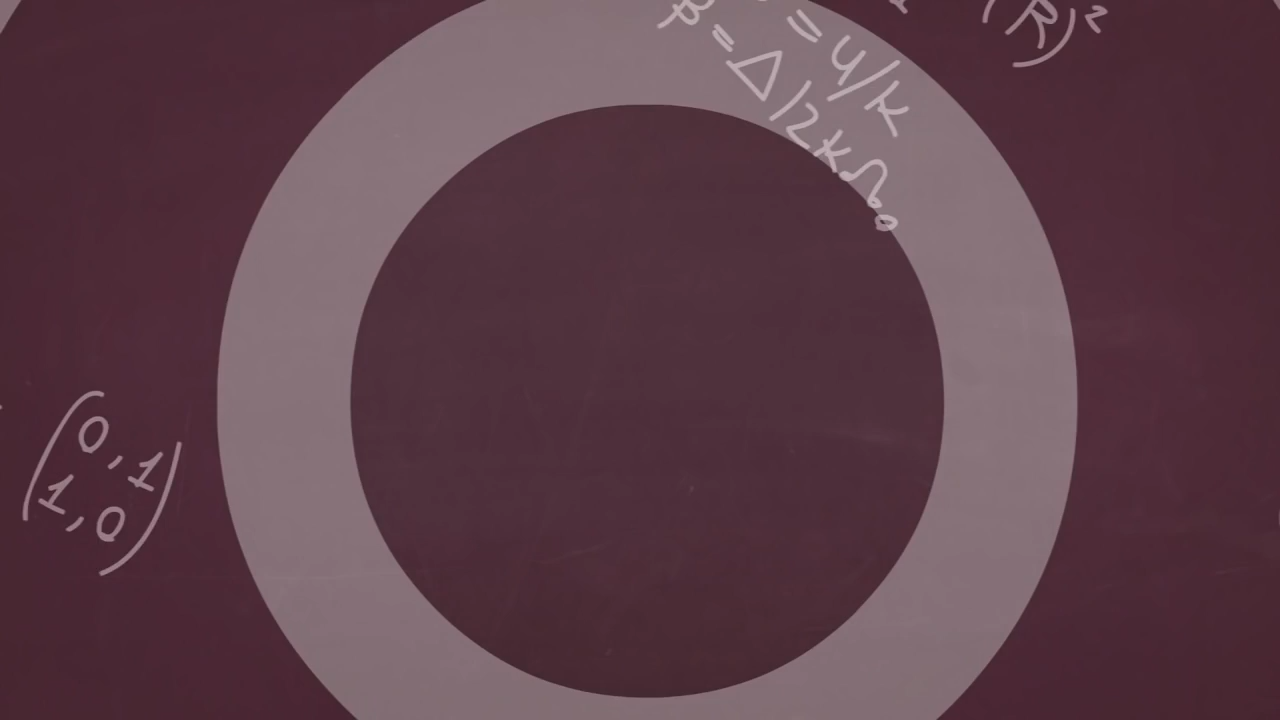 (R)²
= 4/k
β = Δ/2kΩ₀
(0,1
1,0)